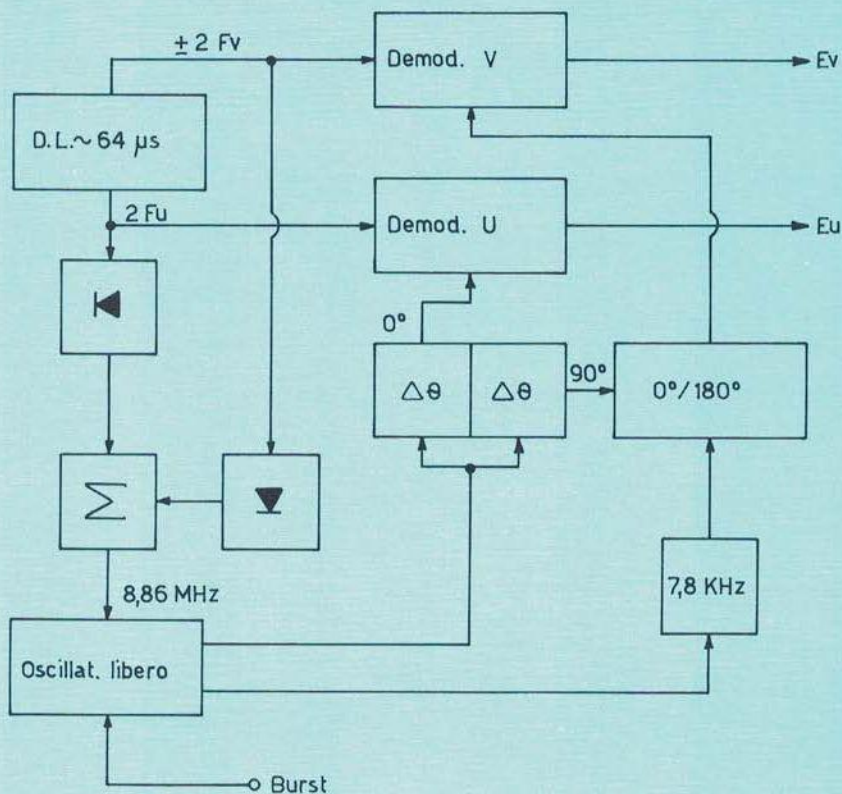 ± 2 Fv
Demod. V
Ev
D.L.~ 64 µs
2 Fu
Demod. U
Eu
0°
Δθ
Δθ
90°
0°/180°
Σ
8,86 MHz
7,8 KHz
Oscillat. libero
Burst